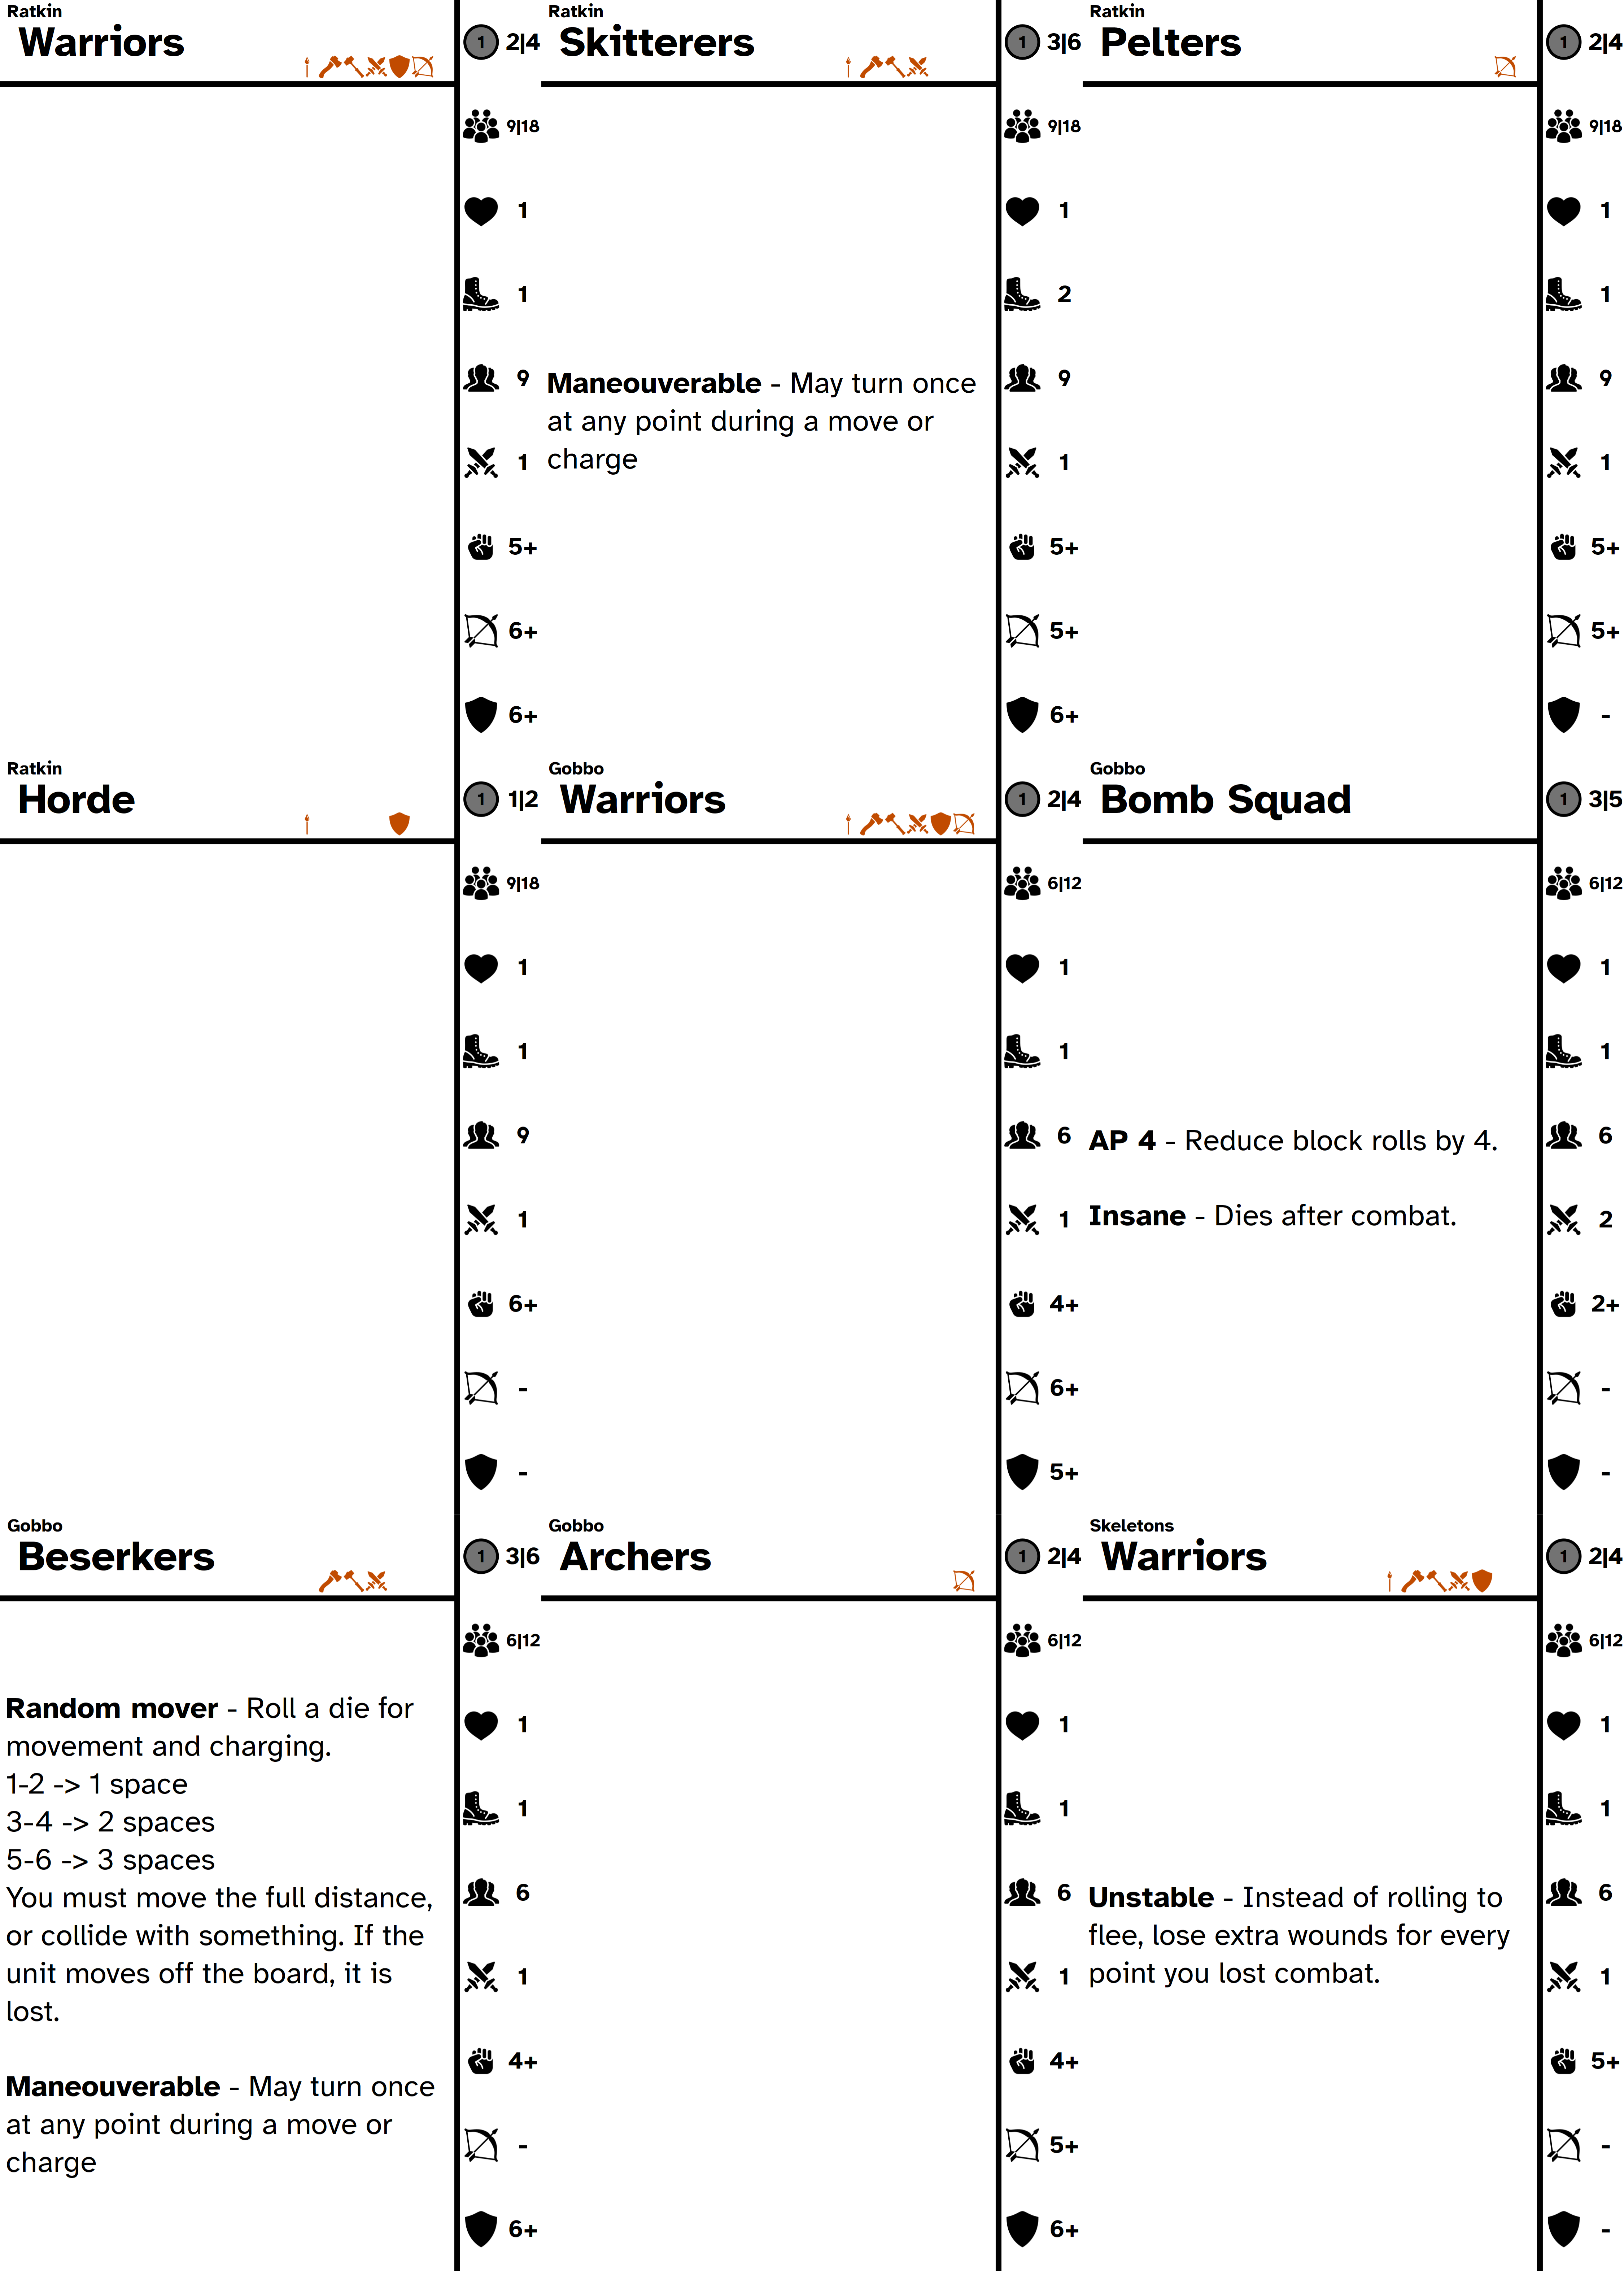 Ratkin
Warriors
1 2|4
9|18
1
1
9
1
5+
6+
6+
Ratkin
Skitterers
1 3|6
9|18
1
2
9
1
5+
5+
6+
Maneouverable - May turn once
at any point during a move or
charge
Ratkin
Pelters
1 2|4
9|18
1
1
9
1
5+
5+
-
Ratkin
Horde
1 1|2
9|18
1
1
9
1
6+
-
-
Gobbo
Warriors
1 2|4
6|12
1
1
6
1
4+
6+
5+
Gobbo
Bomb Squad
1 3|5
6|12
1
1
6
2
2+
-
-
AP 4 - Reduce block rolls by 4.
Insane - Dies after combat.
Gobbo
Beserkers
1 3|6
6|12
1
1
6
1
4+
-
6+
Random mover - Roll a die for
movement and charging.
1-2 -> 1 space
3-4 -> 2 spaces
5-6 -> 3 spaces
You must move the full distance,
or collide with something. If the
unit moves off the board, it is
lost.
Maneouverable - May turn once
at any point during a move or
charge
Gobbo
Archers
1 2|4
6|12
1
1
6
1
4+
5+
6+
Skeletons
Warriors
1 2|4
6|12
1
1
6
1
5+
-
-
Unstable - Instead of rolling to
flee, lose extra wounds for every
point you lost combat.